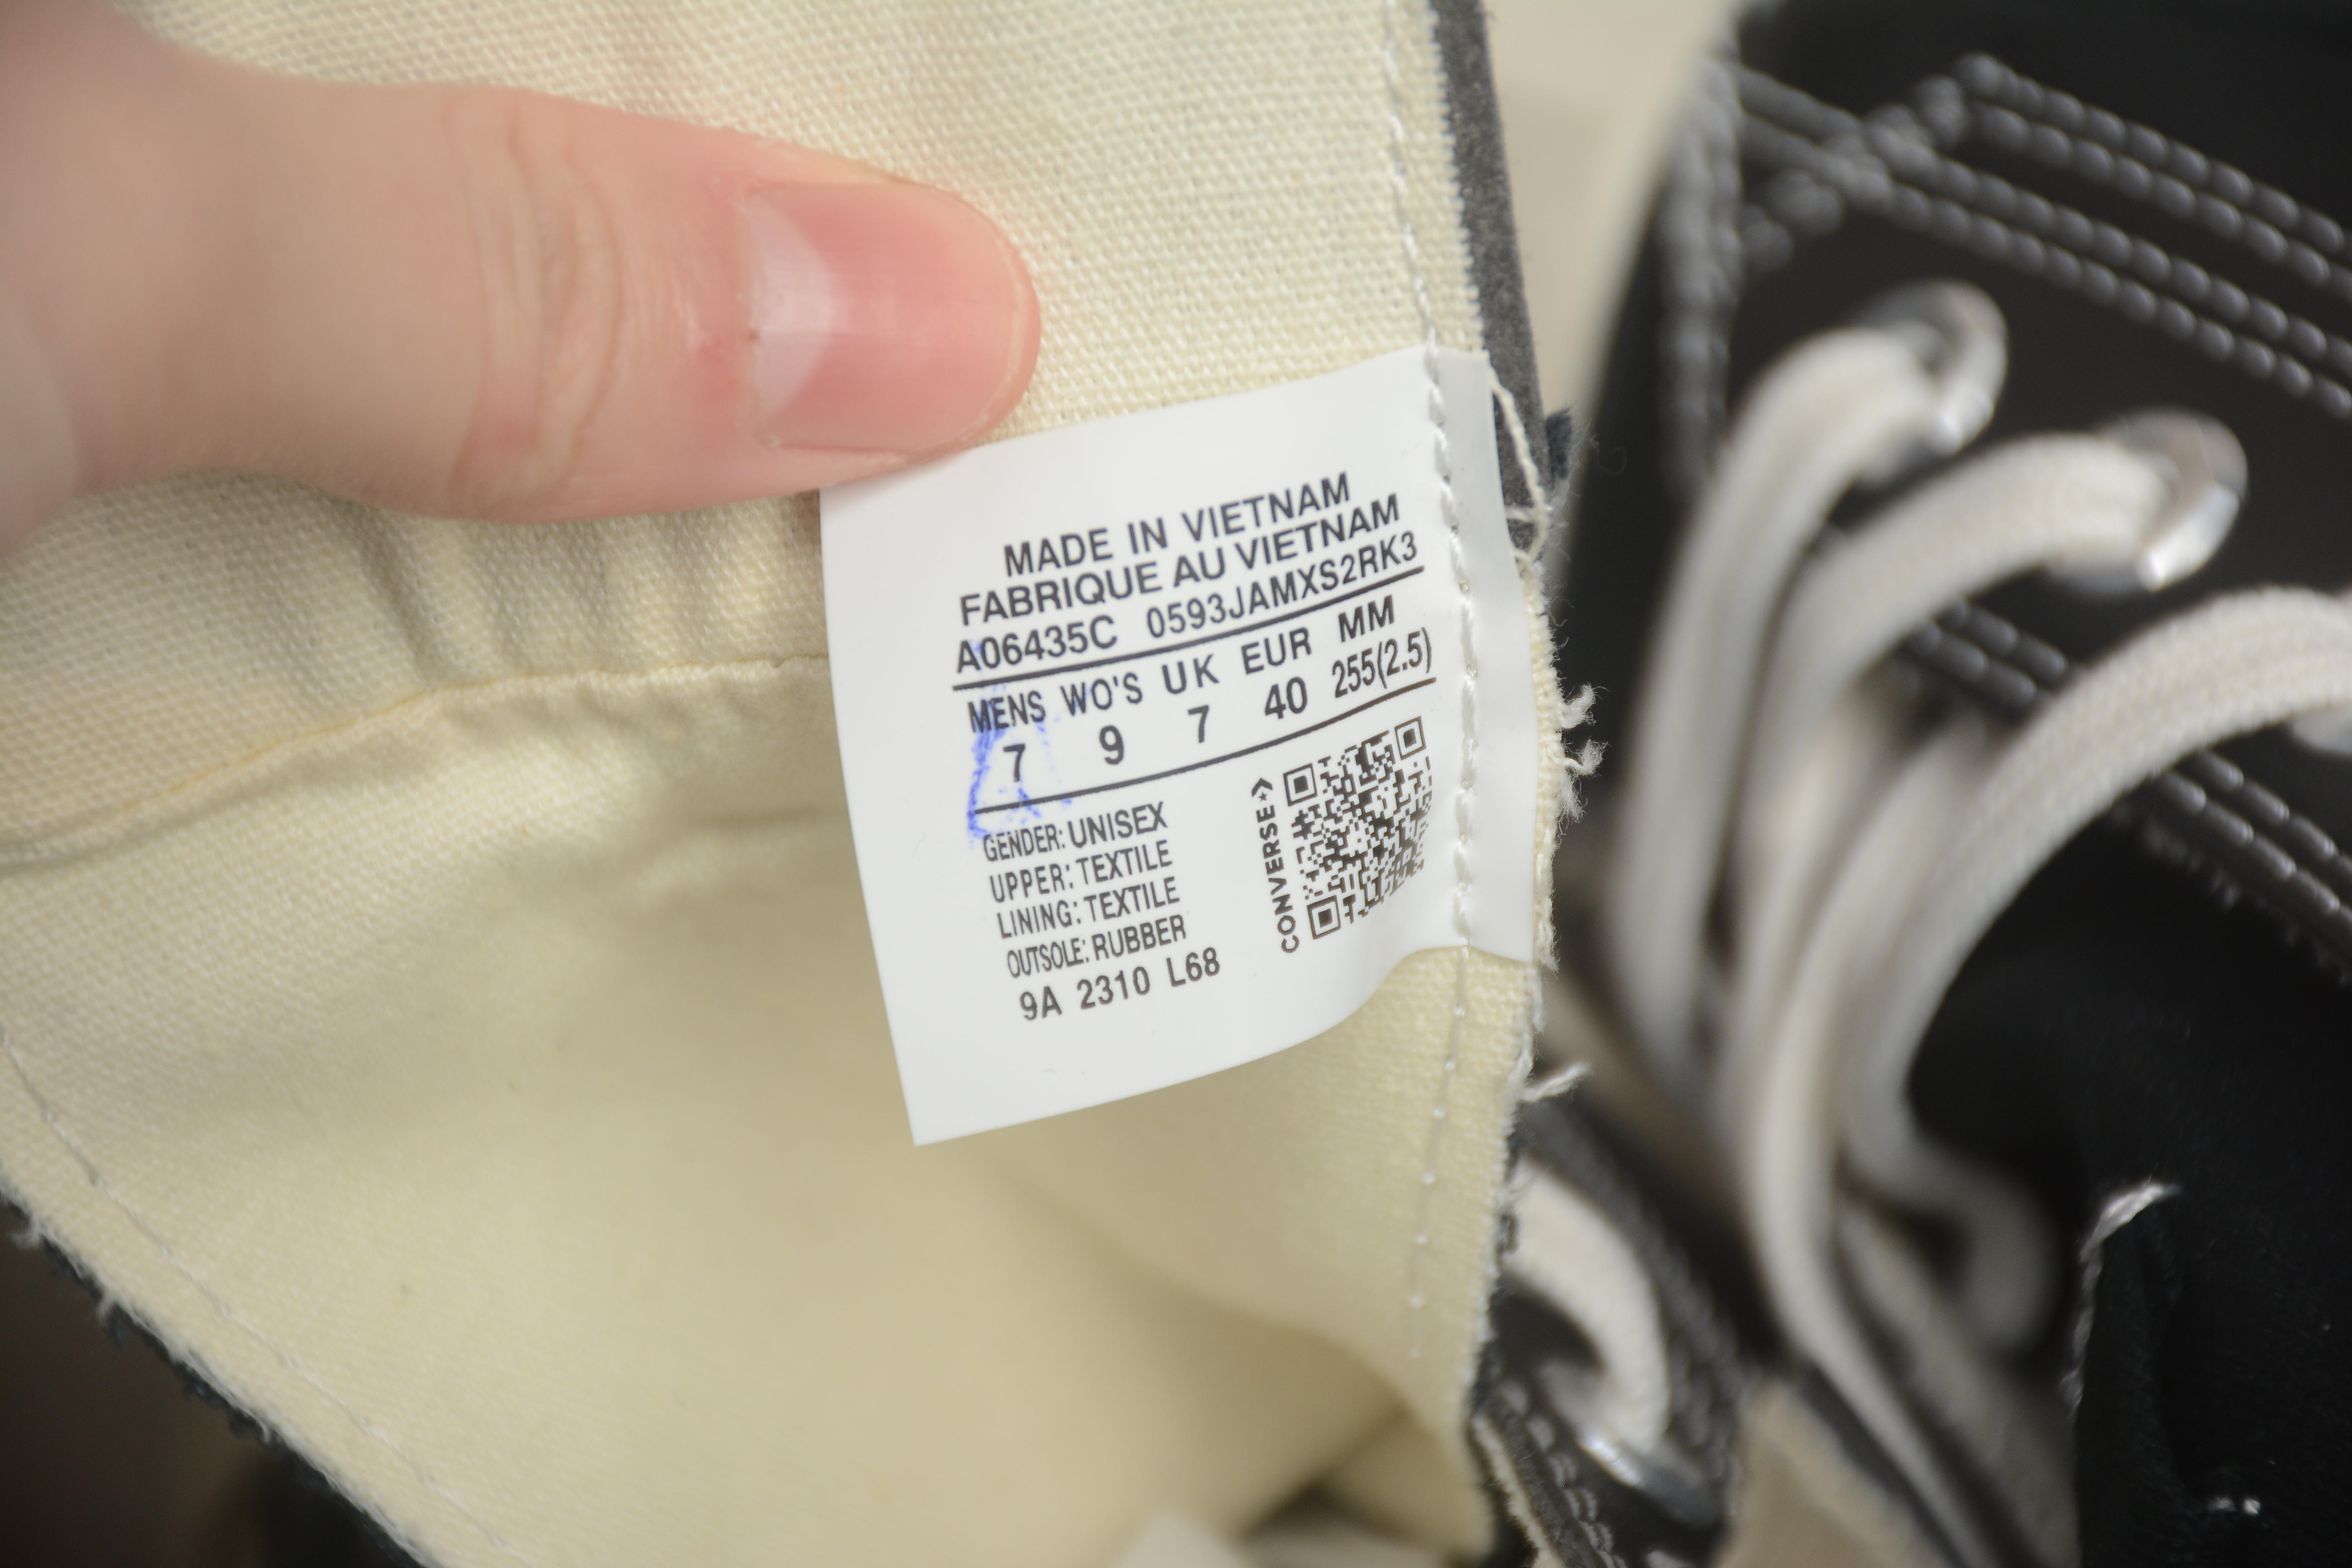 MADE IN VIETNAM
FABRIQUE AU VIETNAM
A06435C 0593JAMXS2RK3
MENS WO'S UK EUR MM
7 9 7 40 255(2.5)
GENDER: UNISEX
UPPER: TEXTILE
LINING: TEXTILE
OUTSOLE: RUBBER
9A 2310 L68
CONVERSE